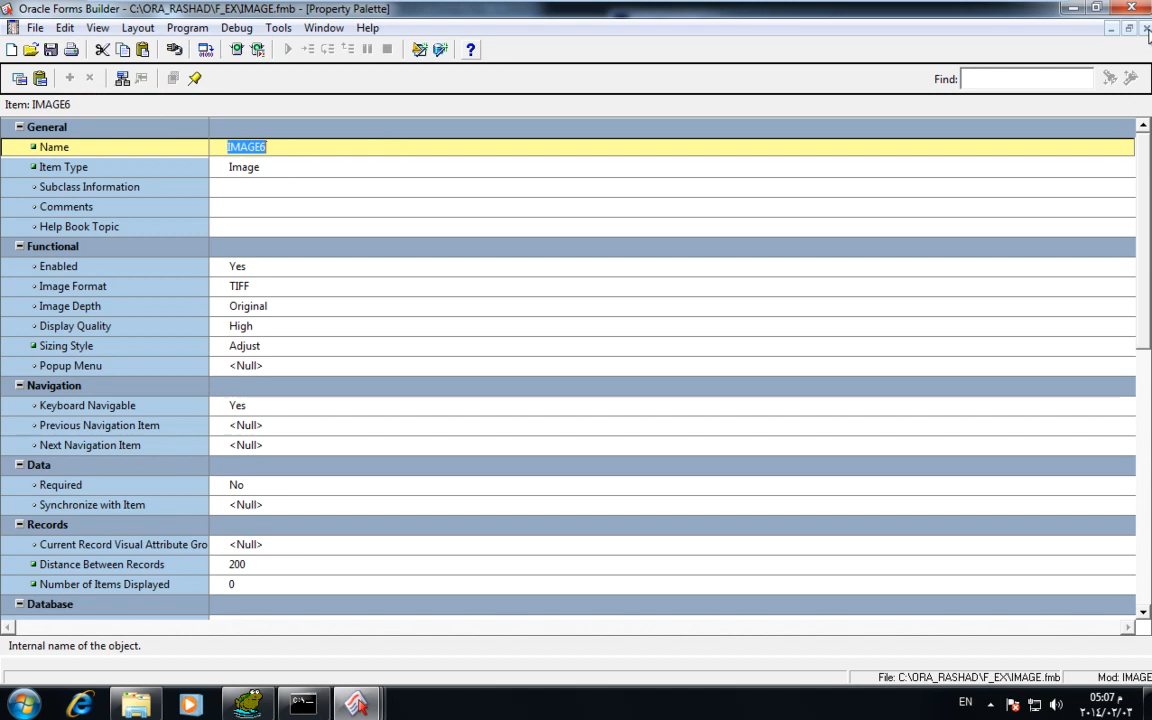 Oracle Forms Builder - C:\ORA_RASHAD\F_EX\IMAGE.fmb - [Property Palette]
File Edit View Layout Program Debug Tools Window Help
Find:
Item: IMAGE6
General
Name IMAGE6
Item Type Image
Subclass Information
Comments
Help Book Topic
Functional
Enabled Yes
Image Format TIFF
Image Depth Original
Display Quality High
Sizing Style Adjust
Popup Menu <Null>
Navigation
Keyboard Navigable Yes
Previous Navigation Item <Null>
Next Navigation Item <Null>
Data
Required No
Synchronize with Item <Null>
Records
Current Record Visual Attribute Gro <Null>
Distance Between Records 200
Number of Items Displayed 0
Database
Internal name of the object.
File: C:\ORA_RASHAD\F_EX\IMAGE.fmb Mod: IMAGE
EN 05:07 م
٢٠١٤/٠٢/٠٣